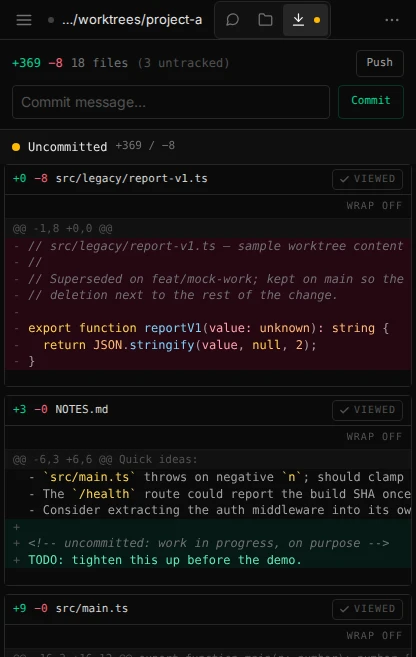 .../worktrees/project-a
+369 −8 18 files (3 untracked)
Push
Commit message...
Commit
Uncommitted +369 / −8
+0 −8 src/legacy/report-v1.ts
VIEWED
WRAP OFF
@@ -1,8 +0,0 @@
- // src/legacy/report-v1.ts — sample worktree content
- //
- // Superseded on feat/mock-work; kept on main so the
- // deletion next to the rest of the change.
-
- export function reportV1(value: unknown): string {
-   return JSON.stringify(value, null, 2);
- }
+3 −0 NOTES.md
VIEWED
WRAP OFF
@@ -6,3 +6,6 @@ Quick ideas:
- `src/main.ts` throws on negative `n`; should clamp
- The `/health` route could report the build SHA once
- Consider extracting the auth middleware into its ow
+
+ <!-- uncommitted: work in progress, on purpose -->
+ TODO: tighten this up before the demo.
+9 −0 src/main.ts
VIEWED
WRAP OFF